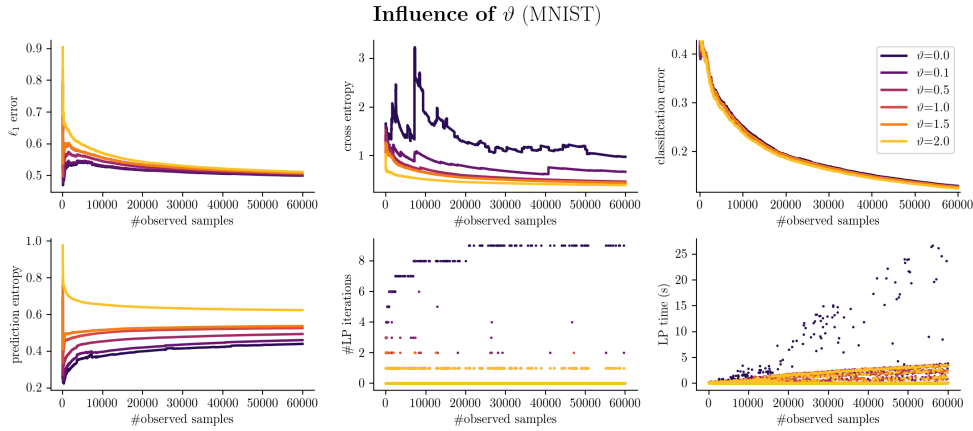 Influence of ϑ (MNIST)
ℓ₁ error
0.9
0.8
0.7
0.6
0.5
0 10000 20000 30000 40000 50000 60000
#observed samples
cross entropy
3
2
1
0 10000 20000 30000 40000 50000 60000
#observed samples
classification error
0.4
0.3
0.2
0 10000 20000 30000 40000 50000 60000
#observed samples
ϑ=0.0
ϑ=0.1
ϑ=0.5
ϑ=1.0
ϑ=1.5
ϑ=2.0
prediction entropy
1.0
0.8
0.6
0.4
0.2
0 10000 20000 30000 40000 50000 60000
#observed samples
#LP iterations
8
6
4
2
0
0 10000 20000 30000 40000 50000 60000
#observed samples
LP time (s)
25
20
15
10
5
0
0 10000 20000 30000 40000 50000 60000
#observed samples